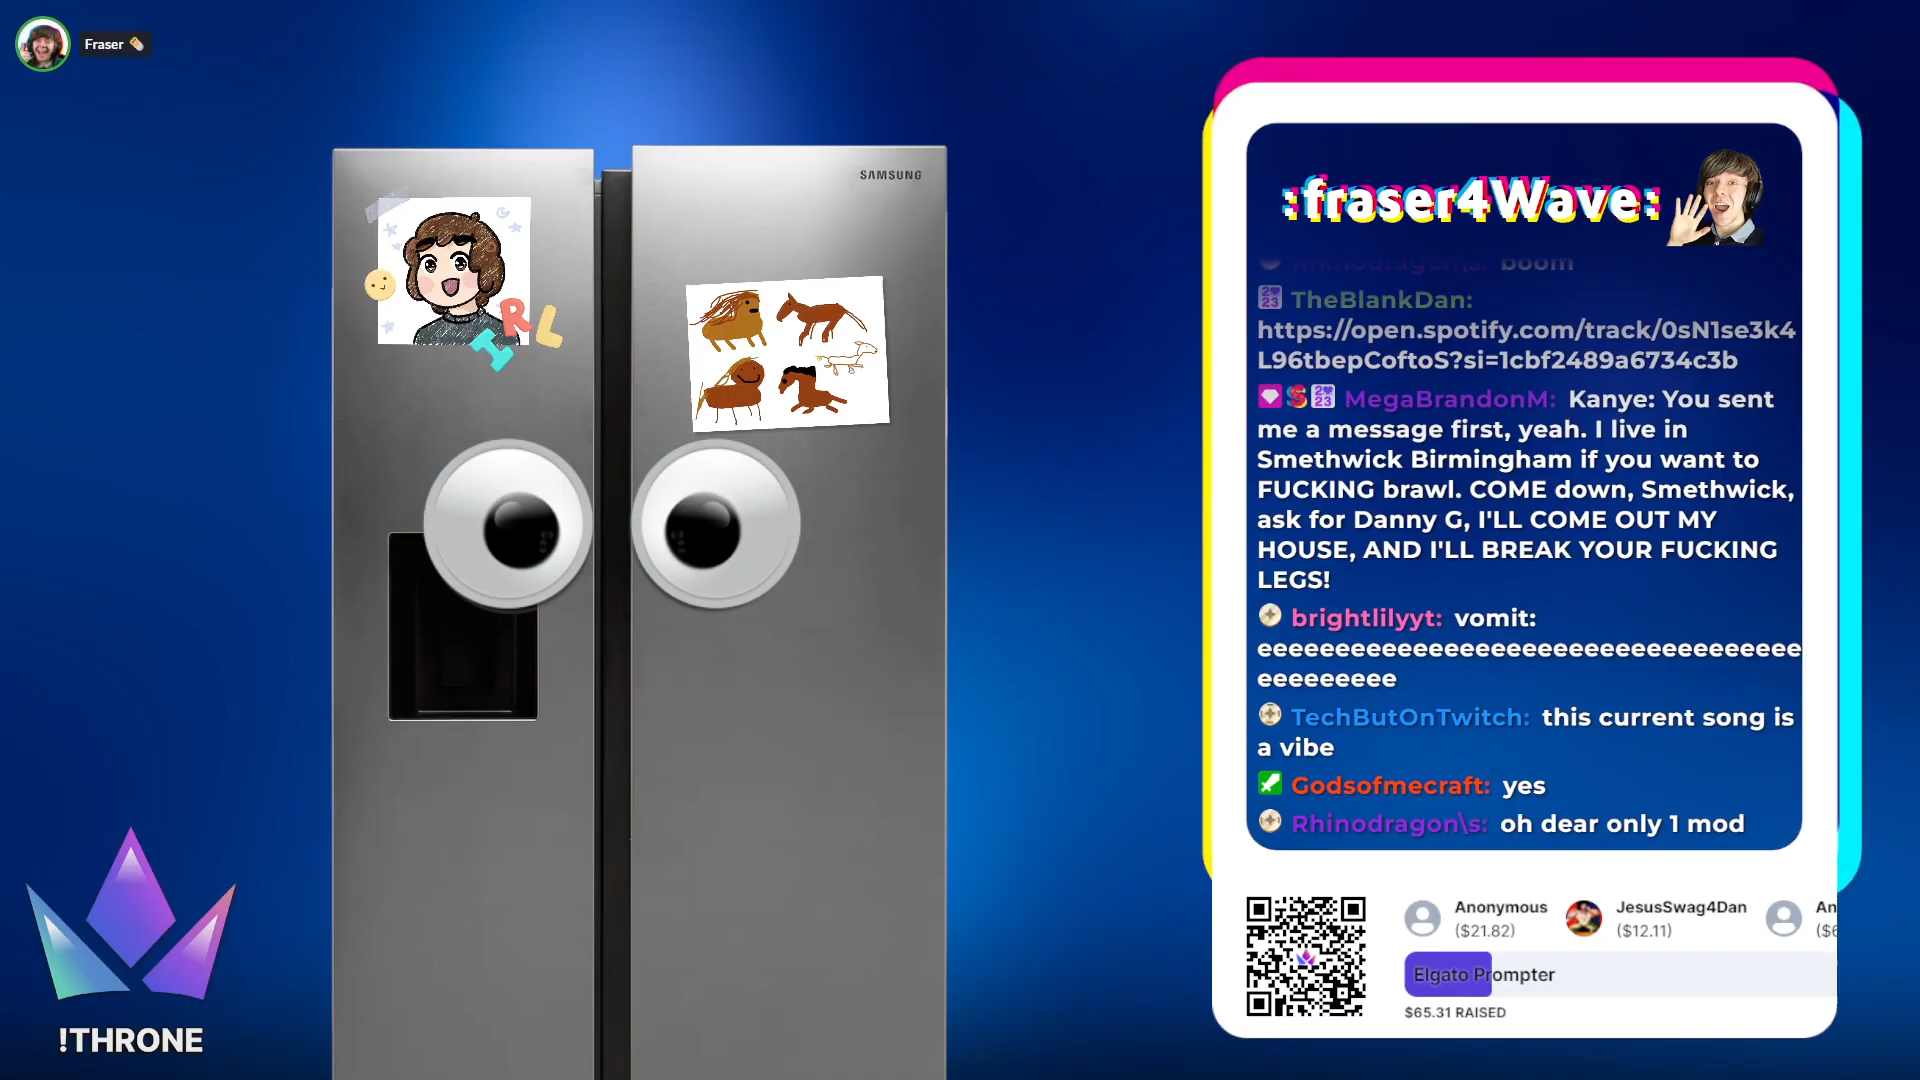 Fraser
SAMSUNG
I R L
:fraser4Wave:
boom
TheBlankDan:
https://open.spotify.com/track/0sN1se3k4
L96tbepCoftoS?si=1cbf2489a6734c3b
MegaBrandonM: Kanye: You sent
me a message first, yeah. I live in
Smethwick Birmingham if you want to
FUCKING brawl. COME down, Smethwick,
ask for Danny G, I'LL COME OUT MY
HOUSE, AND I'LL BREAK YOUR FUCKING
LEGS!
brightlilyyt: vomit:
eeeeeeeeeeeeeeeeeeeeeeeeeeeeeeeeeee
eeeeeeeee
TechButOnTwitch: this current song is
a vibe
Godsofmecraft: yes
Rhinodragon\s: oh dear only 1 mod
Anonymous
($21.82)
JesusSwag4Dan
($12.11)
An
($6
Elgato Prompter
$65.31 RAISED
!THRONE